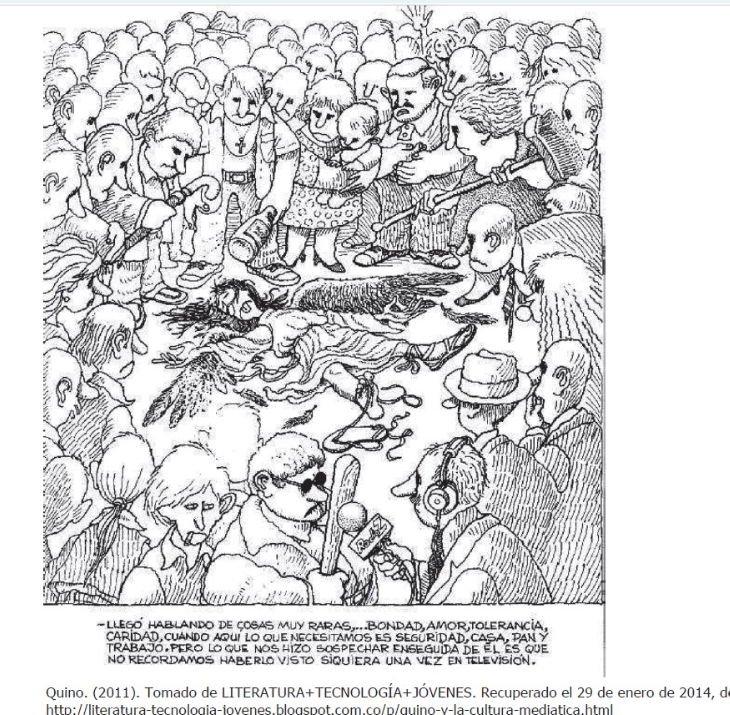 -LLEGÓ HABLANDO DE COSAS MUY RARAS,...BONDAD, AMOR, TOLERANCIA,
CARIDAD, CUANDO AQUI LO QUE NECESITAMOS ES SEGURIDAD, CASA, PAN Y
TRABAJO. PERO LO QUE NOS HIZO SOSPECHAR ENSEGUIDA DE ÉL ES QUE
NO RECORDAMOS HABERLO VISTO SIQUIERA UNA VEZ EN TELEVISIÓN.
Quino. (2011). Tomado de LITERATURA+TECNOLOGÍA+JÓVENES. Recuperado el 29 de enero de 2014, de
http://literatura-tecnologia-jovenes.blogspot.com.co/p/quino-y-la-cultura-mediatica.html